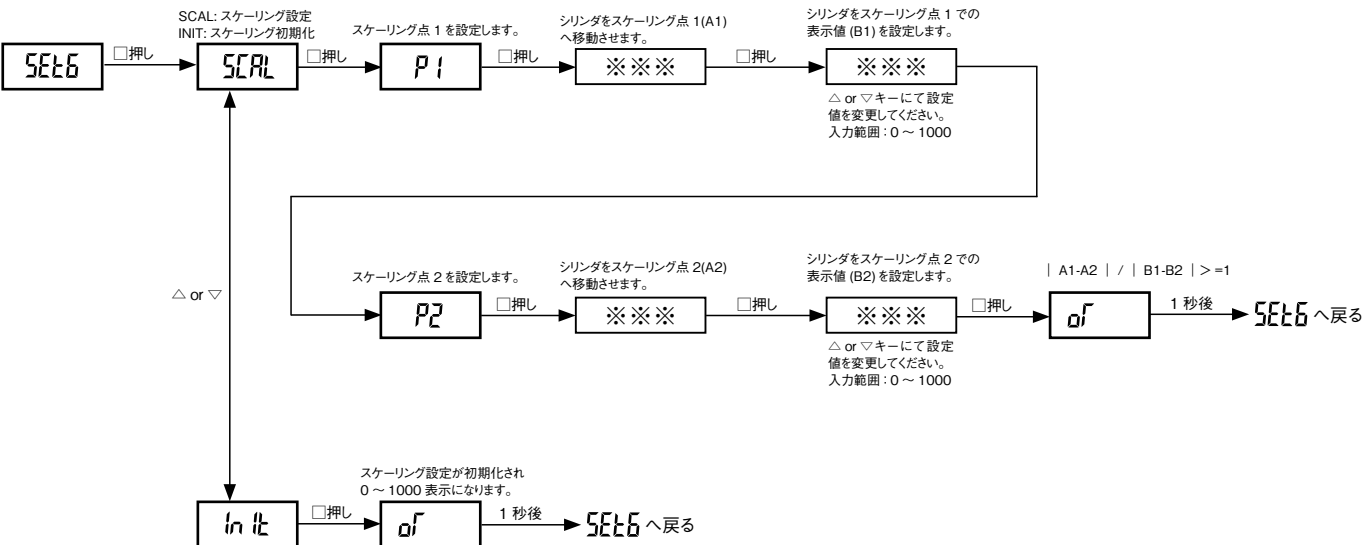 SCAL: スケーリング設定
INIT: スケーリング初期化
スケーリング点 1 を設定します。
シリンダをスケーリング点 1(A1)
へ移動させます。
シリンダをスケーリング点 1 での
表示値 (B1) を設定します。
SEt6
□押し
SCAL
□押し
P1
□押し
※※※
□押し
※※※
△ or ▽キーにて設定
値を変更してください。
入力範囲：0 ～ 1000
△ or ▽
スケーリング点 2 を設定します。
シリンダをスケーリング点 2(A2)
へ移動させます。
シリンダをスケーリング点 2 での
表示値 (B2) を設定します。
｜ A1-A2 ｜ / ｜ B1-B2 ｜＞ =1
P2
□押し
※※※
□押し
※※※
□押し
1 秒後
SEt6 へ戻る
△ or ▽キーにて設定
値を変更してください。
入力範囲：0 ～ 1000
スケーリング設定が初期化され
0 ～ 1000 表示になります。
InIt
□押し
1 秒後
SEt6 へ戻る